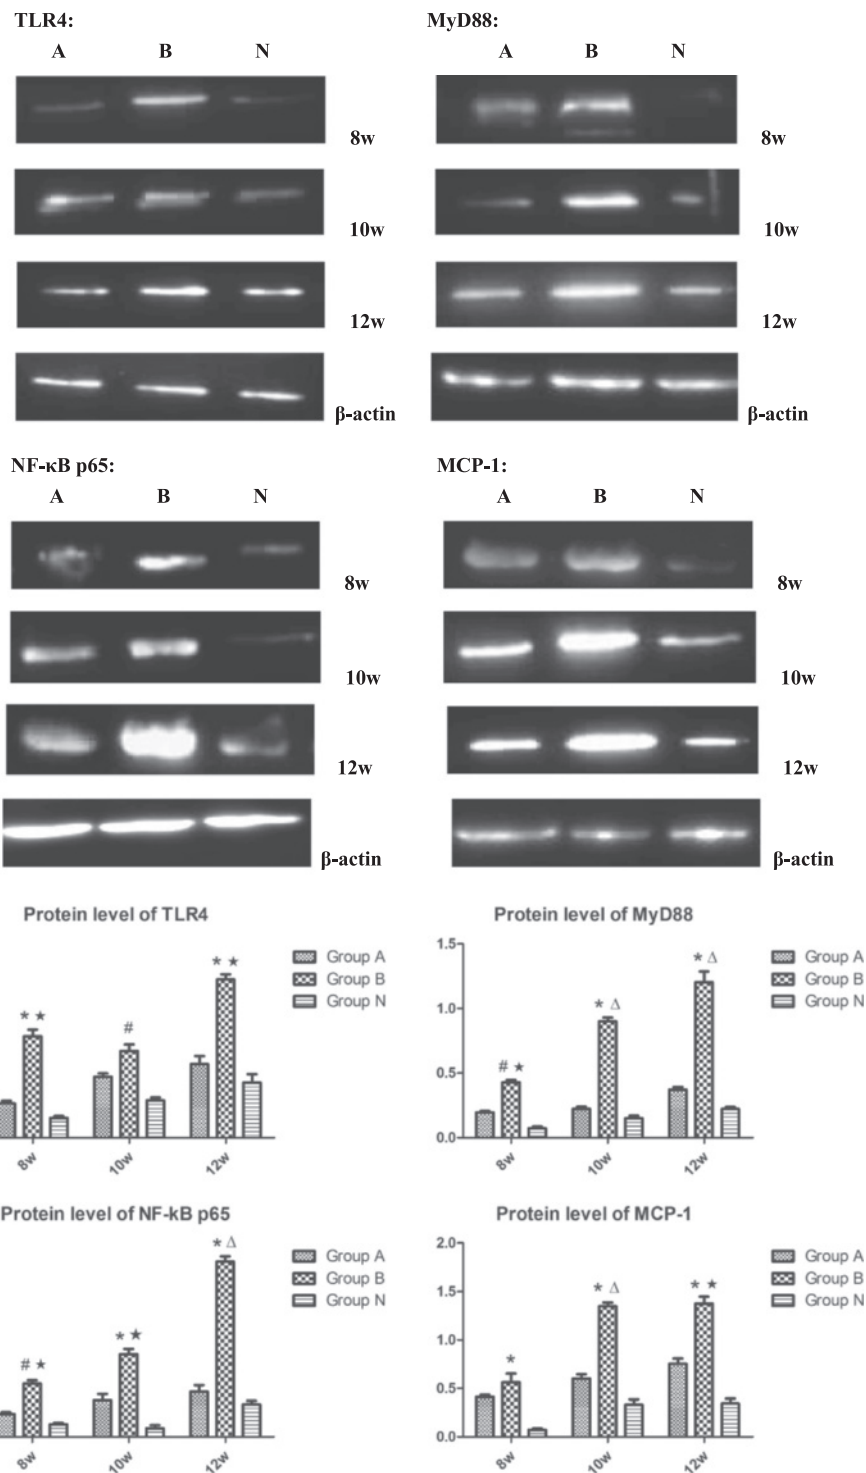 TLR4:
A B N
8w
10w
12w
β-actin
MyD88:
A B N
8w
10w
12w
β-actin
NF-κB p65:
A B N
8w
10w
12w
β-actin
MCP-1:
A B N
8w
10w
12w
β-actin
Protein level of TLR4
Group A
Group B
Group N
* ★
#
* ★
8w 10w 12w
Protein level of MyD88
Group A
Group B
Group N
1.5
1.0
0.5
0.0
# ★
* Δ
* Δ
8w 10w 12w
Protein level of NF-kB p65
Group A
Group B
Group N
# ★
* ★
* Δ
8w 10w 12w
Protein level of MCP-1
Group A
Group B
Group N
2.0
1.5
1.0
0.5
0.0
*
* Δ
* ★
8w 10w 12w